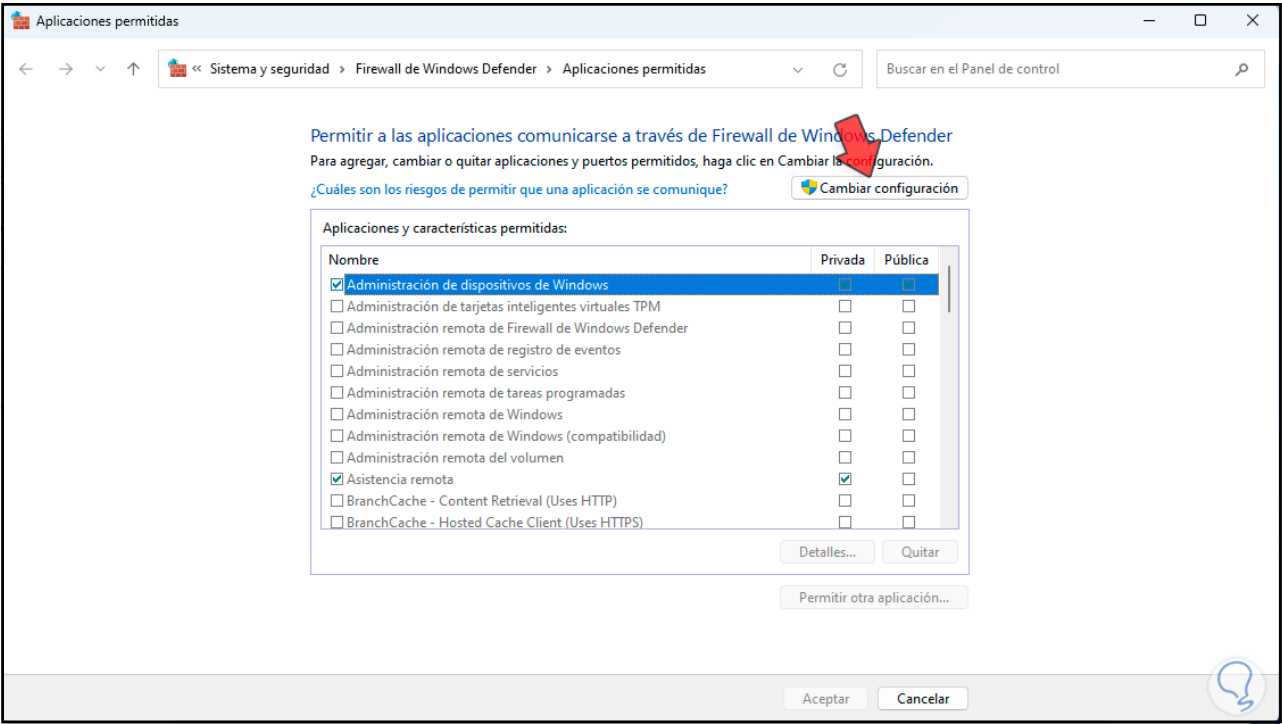 Aplicaciones permitidas
« Sistema y seguridad > Firewall de Windows Defender > Aplicaciones permitidas
Buscar en el Panel de control
Permitir a las aplicaciones comunicarse a través de Firewall de Windows Defender
Para agregar, cambiar o quitar aplicaciones y puertos permitidos, haga clic en Cambiar la configuración.
¿Cuáles son los riesgos de permitir que una aplicación se comunique?
Cambiar configuración
Aplicaciones y características permitidas:
Nombre Privada Pública
Administración de dispositivos de Windows
Administración de tarjetas inteligentes virtuales TPM
Administración remota de Firewall de Windows Defender
Administración remota de registro de eventos
Administración remota de servicios
Administración remota de tareas programadas
Administración remota de Windows
Administración remota de Windows (compatibilidad)
Administración remota del volumen
Asistencia remota
BranchCache - Content Retrieval (Uses HTTP)
BranchCache - Hosted Cache Client (Uses HTTPS)
Detalles... Quitar
Permitir otra aplicación...
Aceptar Cancelar